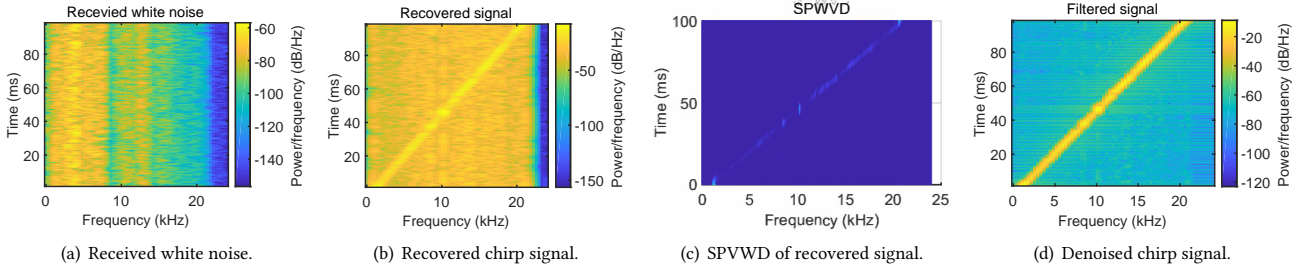 Recevied white noise
80
60
40
20
Time (ms)
0
10
20
Frequency (kHz)
-60
-80
-100
-120
-140
Power/frequency (dB/Hz)
(a) Received white noise.
Recovered signal
80
60
40
20
Time (ms)
0
10
20
Frequency (kHz)
-50
-100
-150
Power/frequency (dB/Hz)
(b) Recovered chirp signal.
SPWVD
100
50
0
Time (ms)
0
5
10
15
20
25
Frequency (kHz)
(c) SPVWD of recovered signal.
Filtered signal
80
60
40
20
Time (ms)
0
5
10
15
20
Frequency (kHz)
-20
-40
-60
-80
-100
-120
Power/frequency (dB/Hz)
(d) Denoised chirp signal.